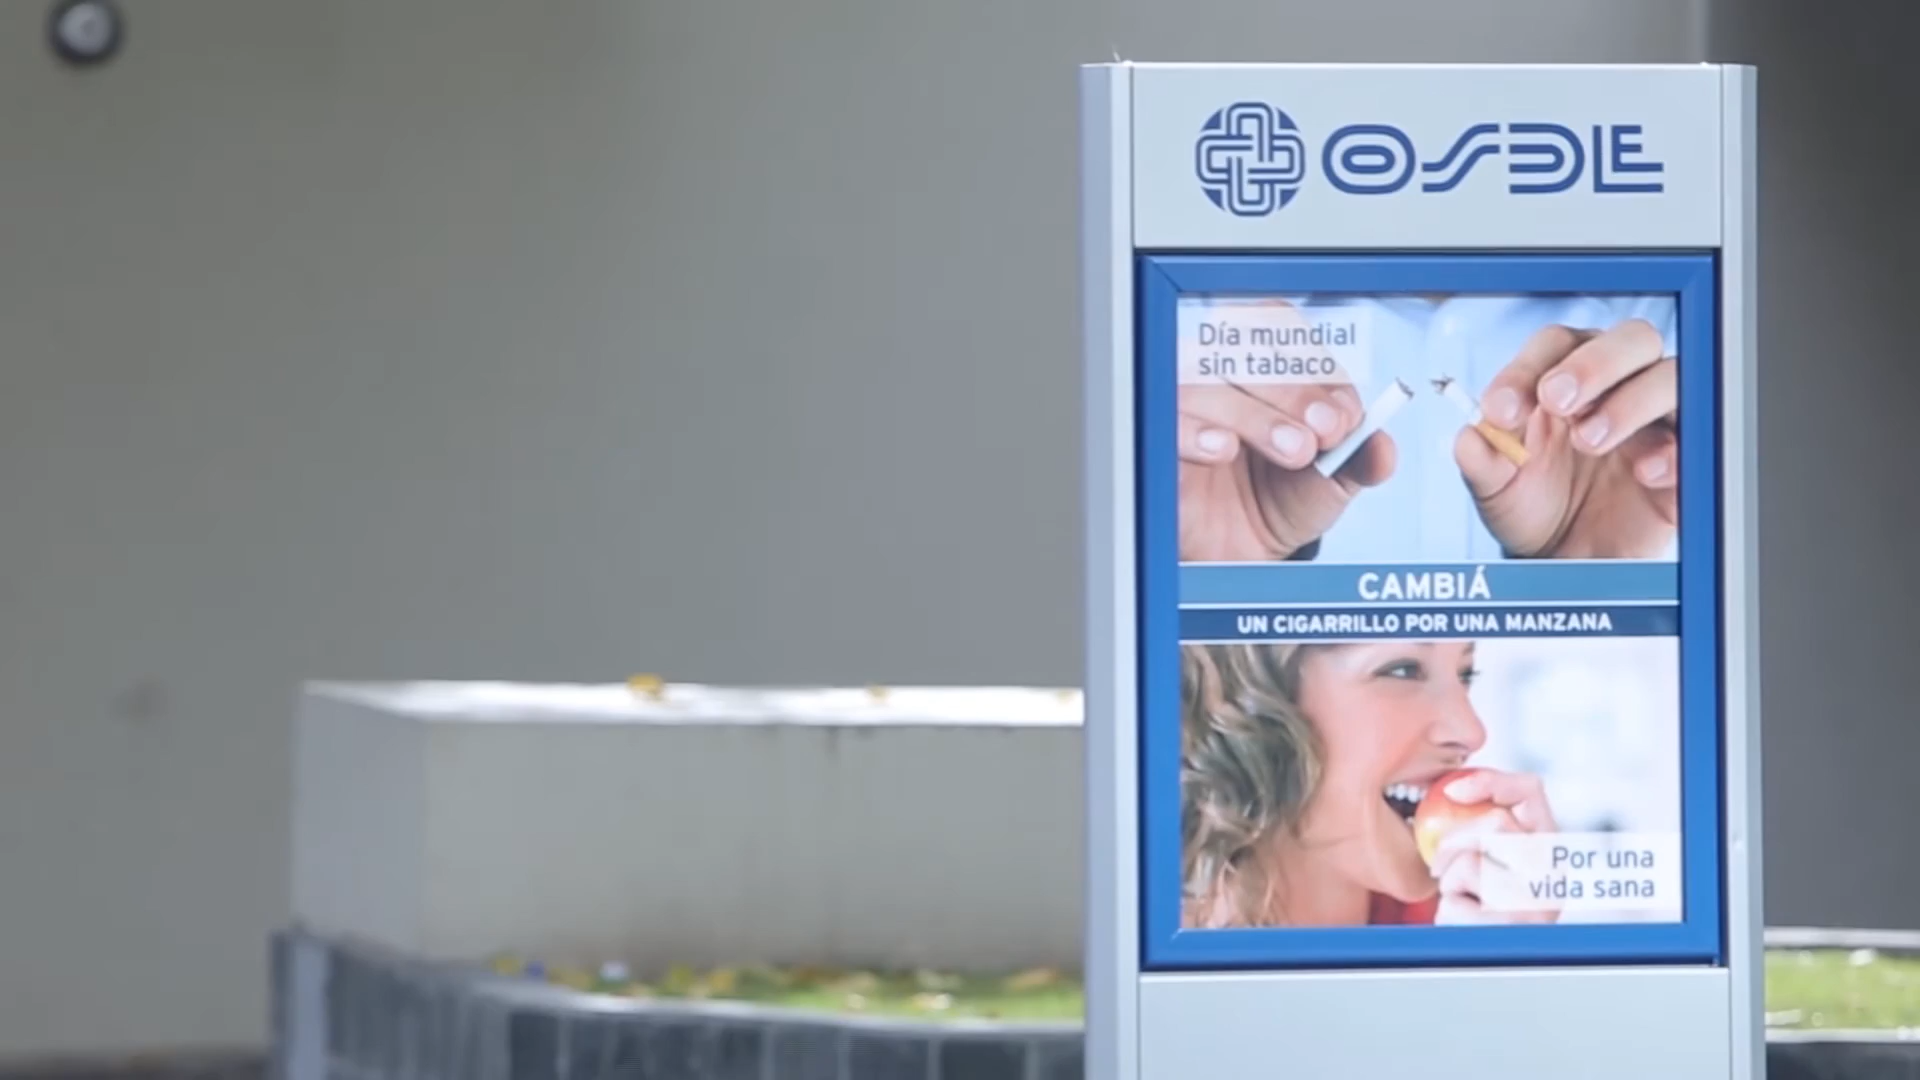 OSDE
Día mundial
sin tabaco
CAMBIÁ
UN CIGARRILLO POR UNA MANZANA
Por una
vida sana